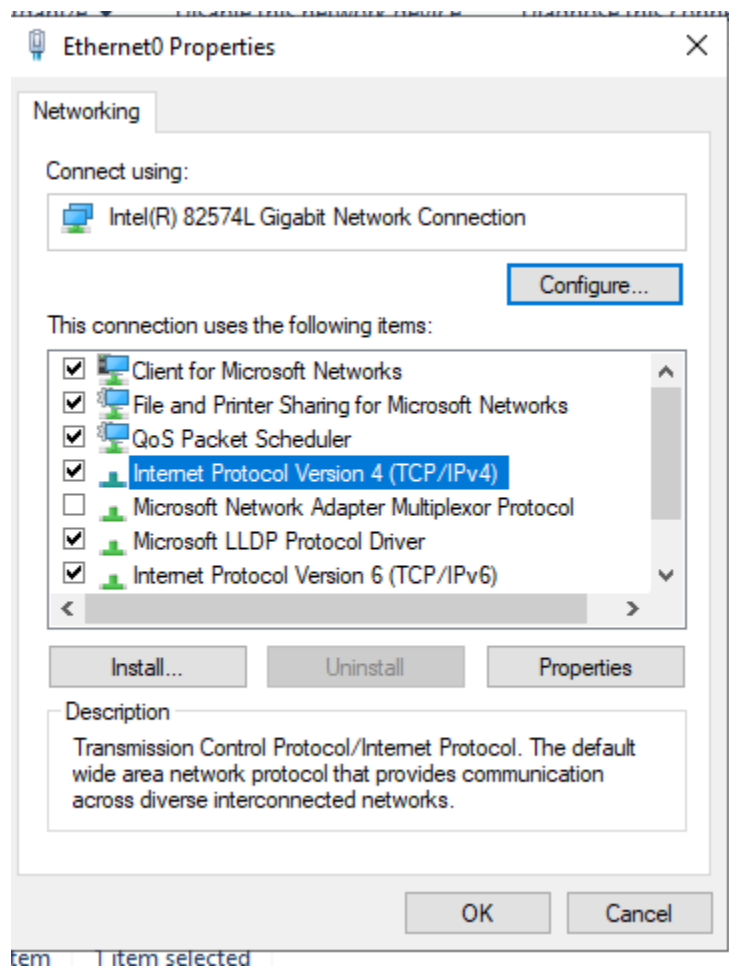 Disable this network device
Ethernet0 Properties
Networking
Connect using:
Intel(R) 82574L Gigabit Network Connection
Configure...
This connection uses the following items:
Client for Microsoft Networks
File and Printer Sharing for Microsoft Networks
QoS Packet Scheduler
Internet Protocol Version 4 (TCP/IPv4)
Microsoft Network Adapter Multiplexor Protocol
Microsoft LLDP Protocol Driver
Internet Protocol Version 6 (TCP/IPv6)
Install...
Uninstall
Properties
Description
Transmission Control Protocol/Internet Protocol. The default
wide area network protocol that provides communication
across diverse interconnected networks.
OK
Cancel
tem
1 item selected